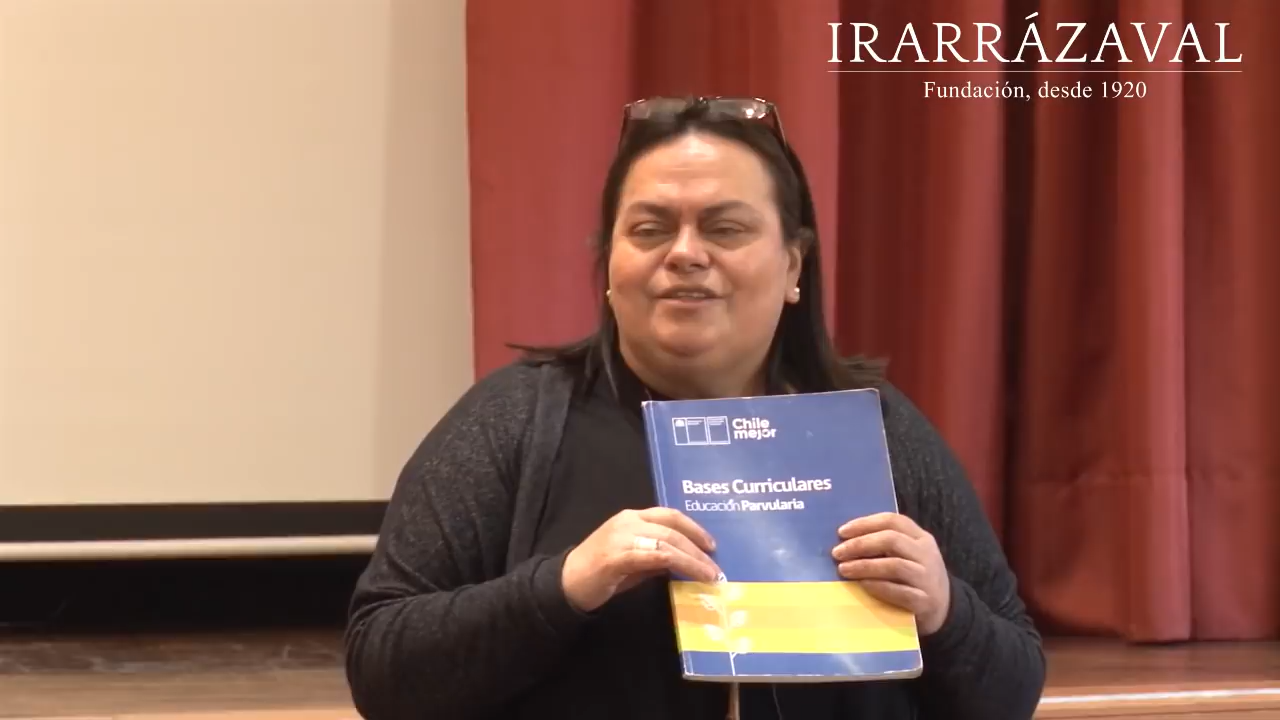 IRARRÁZAVAL
Fundación, desde 1920
Chile
mejor
Bases Curriculares
Educación Parvularia